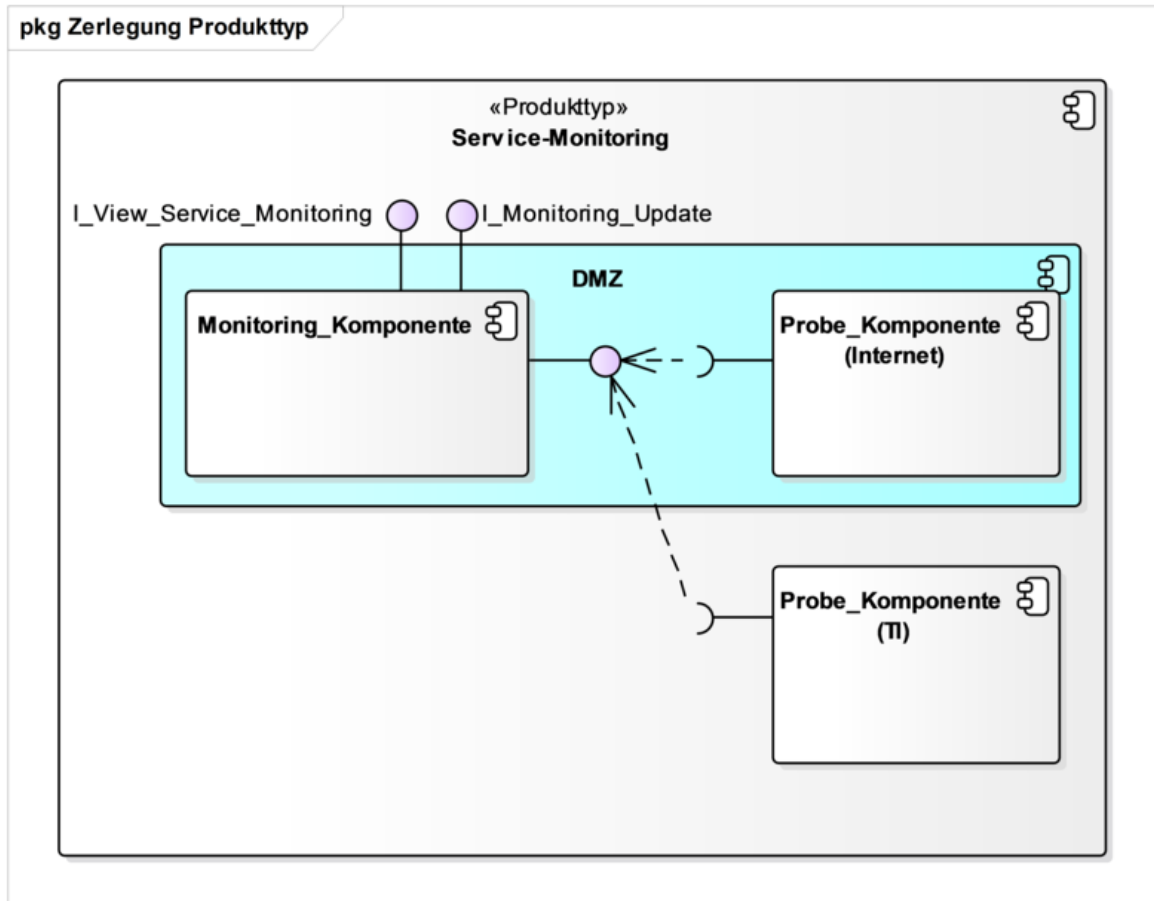 pkg Zerlegung Produkttyp
«Produkttyp»
Service-Monitoring
I_View_Service_Monitoring
I_Monitoring_Update
DMZ
Monitoring_Komponente
Probe_Komponente
(Internet)
Probe_Komponente
(TI)